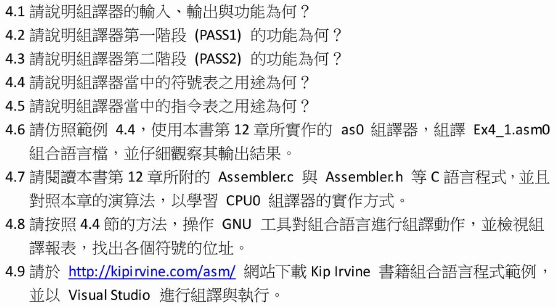 4.1 請說明組譯器的輸入、輸出與功能為何？
4.2 請說明組譯器第一階段 (PASS1) 的功能為何？
4.3 請說明組譯器第二階段 (PASS2) 的功能為何？
4.4 請說明組譯器當中的符號表之用途為何？
4.5 請說明組譯器當中的指令表之用途為何？
4.6 請仿照範例 4.4，使用本書第 12 章所實作的 as0 組譯器，組譯 Ex4_1.asm0
組合語言檔，並仔細觀察其輸出結果。
4.7 請閱讀本書第 12 章所附的 Assembler.c 與 Assembler.h 等 C 語言程式，並且
對照本章的演算法，以學習 CPU0 組譯器的實作方式。
4.8 請按照 4.4 節的方法，操作 GNU 工具對組合語言進行組譯動作，並檢視組
譯報表，找出各個符號的位址。
4.9 請於 http://kipirvine.com/asm/ 網站下載 Kip Irvine 書籍組合語言程式範例，
並以 Visual Studio 進行組譯與執行。